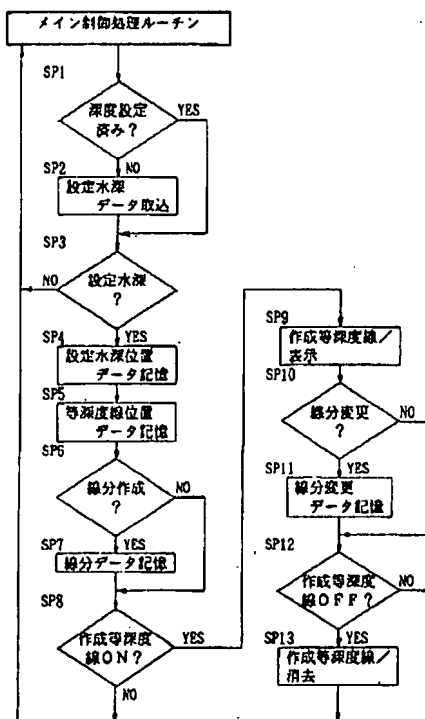 メイン制御処理ルーチン
SP1
深度設定
済み？
YES
NO
SP2
設定水深
データ取込
SP3
設定水深
？
NO
YES
SP4
設定水深位置
データ記憶
SP5
等深度線位置
データ記憶
SP6
線分作成
？
NO
YES
SP7
線分データ記憶
SP8
作成等深度
線ON？
YES
NO
SP9
作成等深度線／
表示
SP10
線分変更
？
NO
YES
SP11
線分変更
データ記憶
SP12
作成等深度
線OFF？
NO
YES
SP13
作成等深度線／
消去